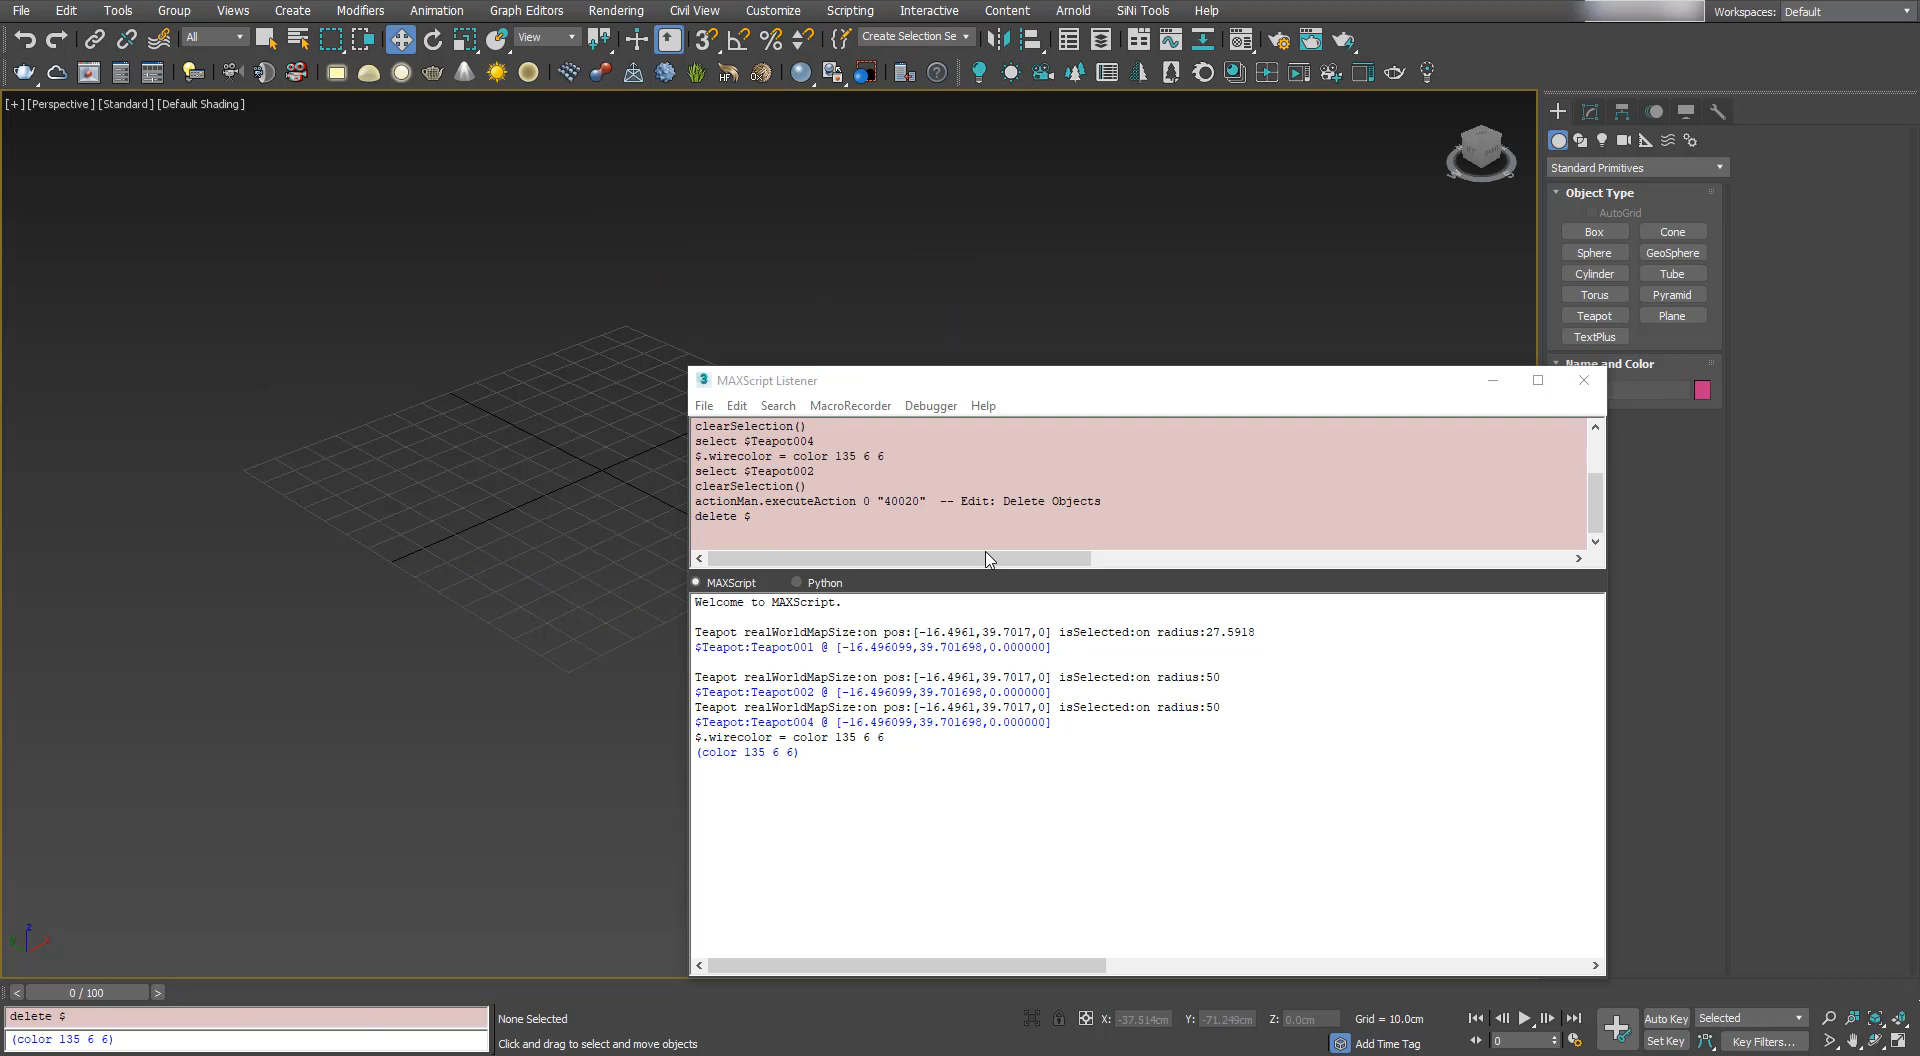 File Edit Tools Group Views Create Modifiers Animation Graph Editors Rendering Civil View Customize Scripting Interactive Content Arnold SiNi Tools Help Workspaces: Default
All View Create Selection Se
[+] [Perspective] [Standard] [Default Shading]
Standard Primitives
Object Type
AutoGrid
Box Cone
Sphere GeoSphere
Cylinder Tube
Torus Pyramid
Teapot Plane
TextPlus
Name and Color
MAXScript Listener
File Edit Search MacroRecorder Debugger Help
clearSelection()
select $Teapot004
$.wirecolor = color 135 6 6
select $Teapot002
clearSelection()
actionMan.executeAction 0 "40020"  -- Edit: Delete Objects
delete $
MAXScript Python
Welcome to MAXScript.
Teapot realWorldMapSize:on pos:[-16.4961,39.7017,0] isSelected:on radius:27.5918
$Teapot:Teapot001 @ [-16.496099,39.701698,0.000000]
Teapot realWorldMapSize:on pos:[-16.4961,39.7017,0] isSelected:on radius:50
$Teapot:Teapot002 @ [-16.496099,39.701698,0.000000]
Teapot realWorldMapSize:on pos:[-16.4961,39.7017,0] isSelected:on radius:50
$Teapot:Teapot004 @ [-16.496099,39.701698,0.000000]
$.wirecolor = color 135 6 6
(color 135 6 6)
z
y x
< 0 / 100 >
delete $
(color 135 6 6)
None Selected
Click and drag to select and move objects
X: -37.514cm Y: -71.249cm Z: 0.0cm Grid = 10.0cm
Add Time Tag
0
Auto Key Selected
Set Key Key Filters...